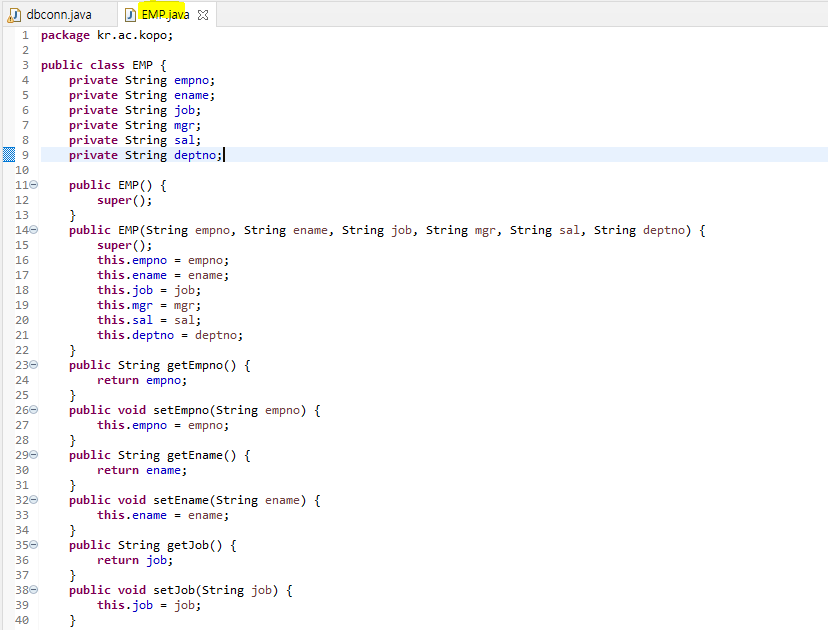 dbconn.java EMP.java
1 package kr.ac.kopo;
2
3 public class EMP {
4 private String empno;
5 private String ename;
6 private String job;
7 private String mgr;
8 private String sal;
9 private String deptno;
10
11 public EMP() {
12 super();
13 }
14 public EMP(String empno, String ename, String job, String mgr, String sal, String deptno) {
15 super();
16 this.empno = empno;
17 this.ename = ename;
18 this.job = job;
19 this.mgr = mgr;
20 this.sal = sal;
21 this.deptno = deptno;
22 }
23 public String getEmpno() {
24 return empno;
25 }
26 public void setEmpno(String empno) {
27 this.empno = empno;
28 }
29 public String getEname() {
30 return ename;
31 }
32 public void setEname(String ename) {
33 this.ename = ename;
34 }
35 public String getJob() {
36 return job;
37 }
38 public void setJob(String job) {
39 this.job = job;
40 }